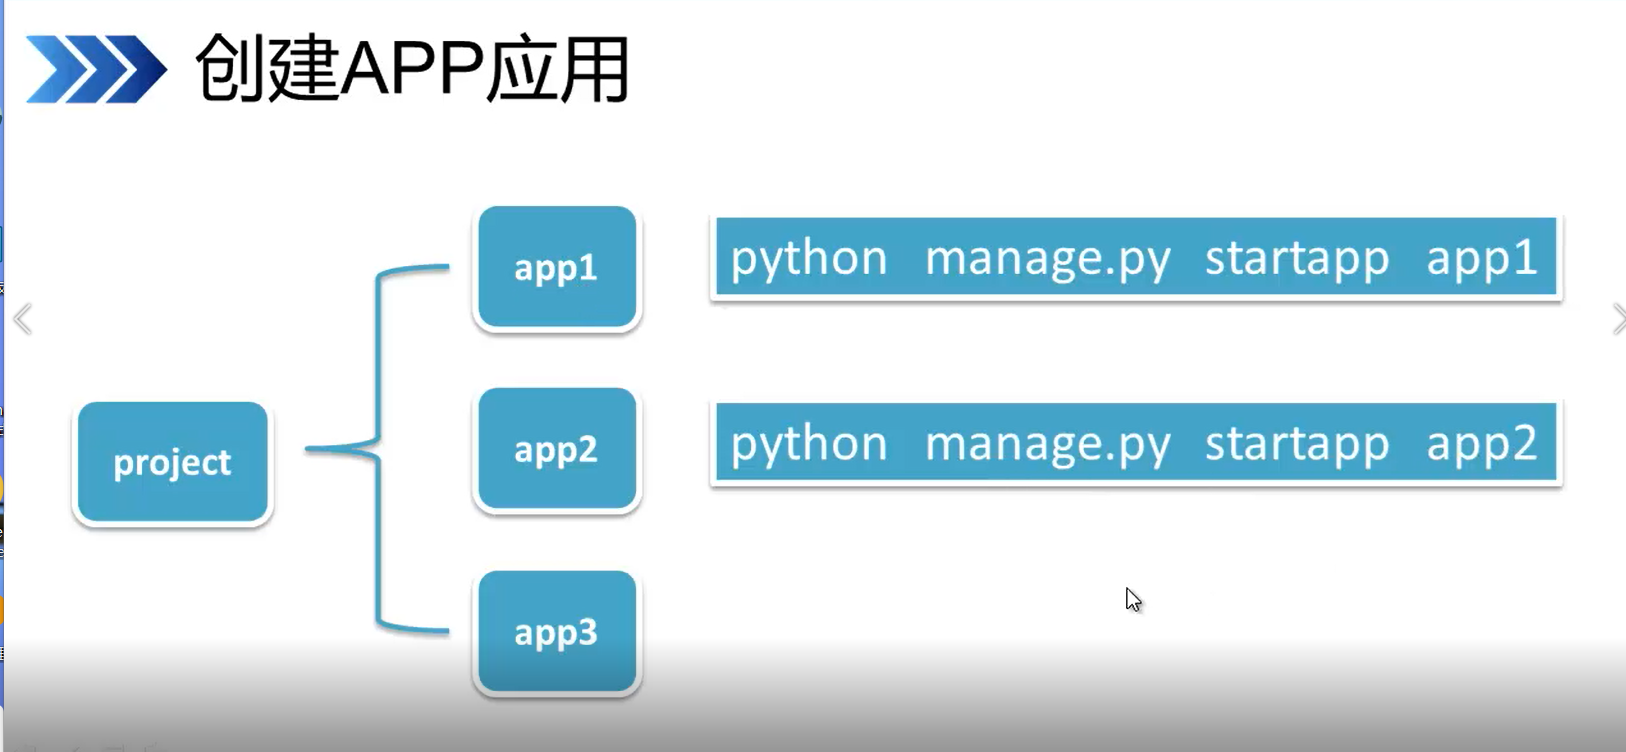 创建APP应用
app1
python manage.py startapp app1
project
app2
python manage.py startapp app2
app3